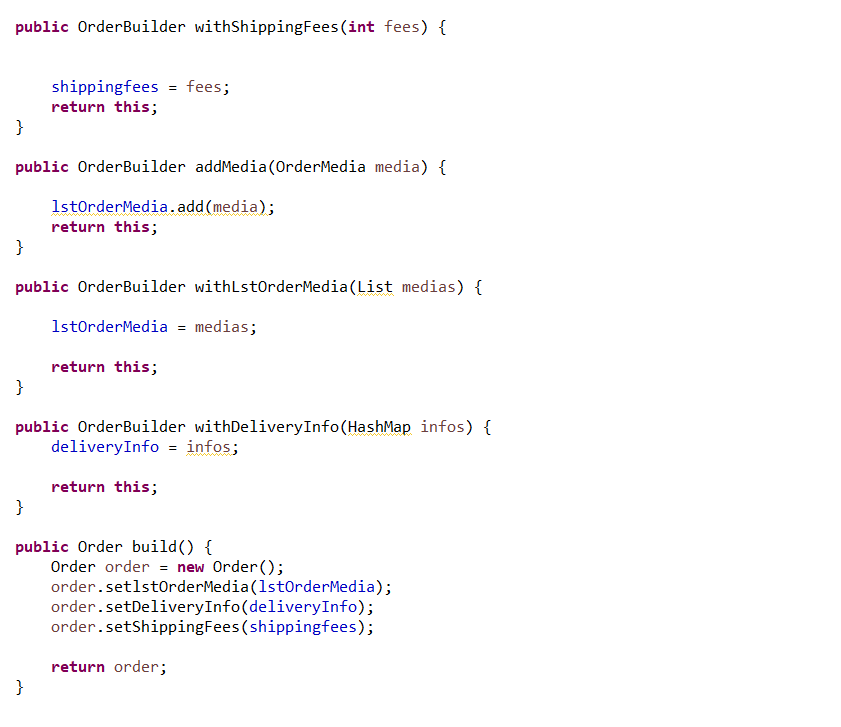 public OrderBuilder withShippingFees(int fees) {
shippingfees = fees;
return this;
}
public OrderBuilder addMedia(OrderMedia media) {
lstOrderMedia.add(media);
return this;
}
public OrderBuilder withLstOrderMedia(List medias) {
lstOrderMedia = medias;
return this;
}
public OrderBuilder withDeliveryInfo(HashMap infos) {
deliveryInfo = infos;
return this;
}
public Order build() {
Order order = new Order();
order.setlstOrderMedia(lstOrderMedia);
order.setDeliveryInfo(deliveryInfo);
order.setShippingFees(shippingfees);
return order;
}